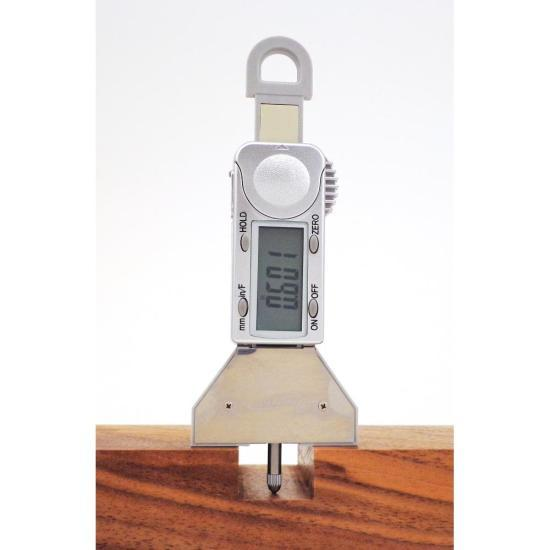 HOLD
ZERO
0.601
mm in/F
ON OFF